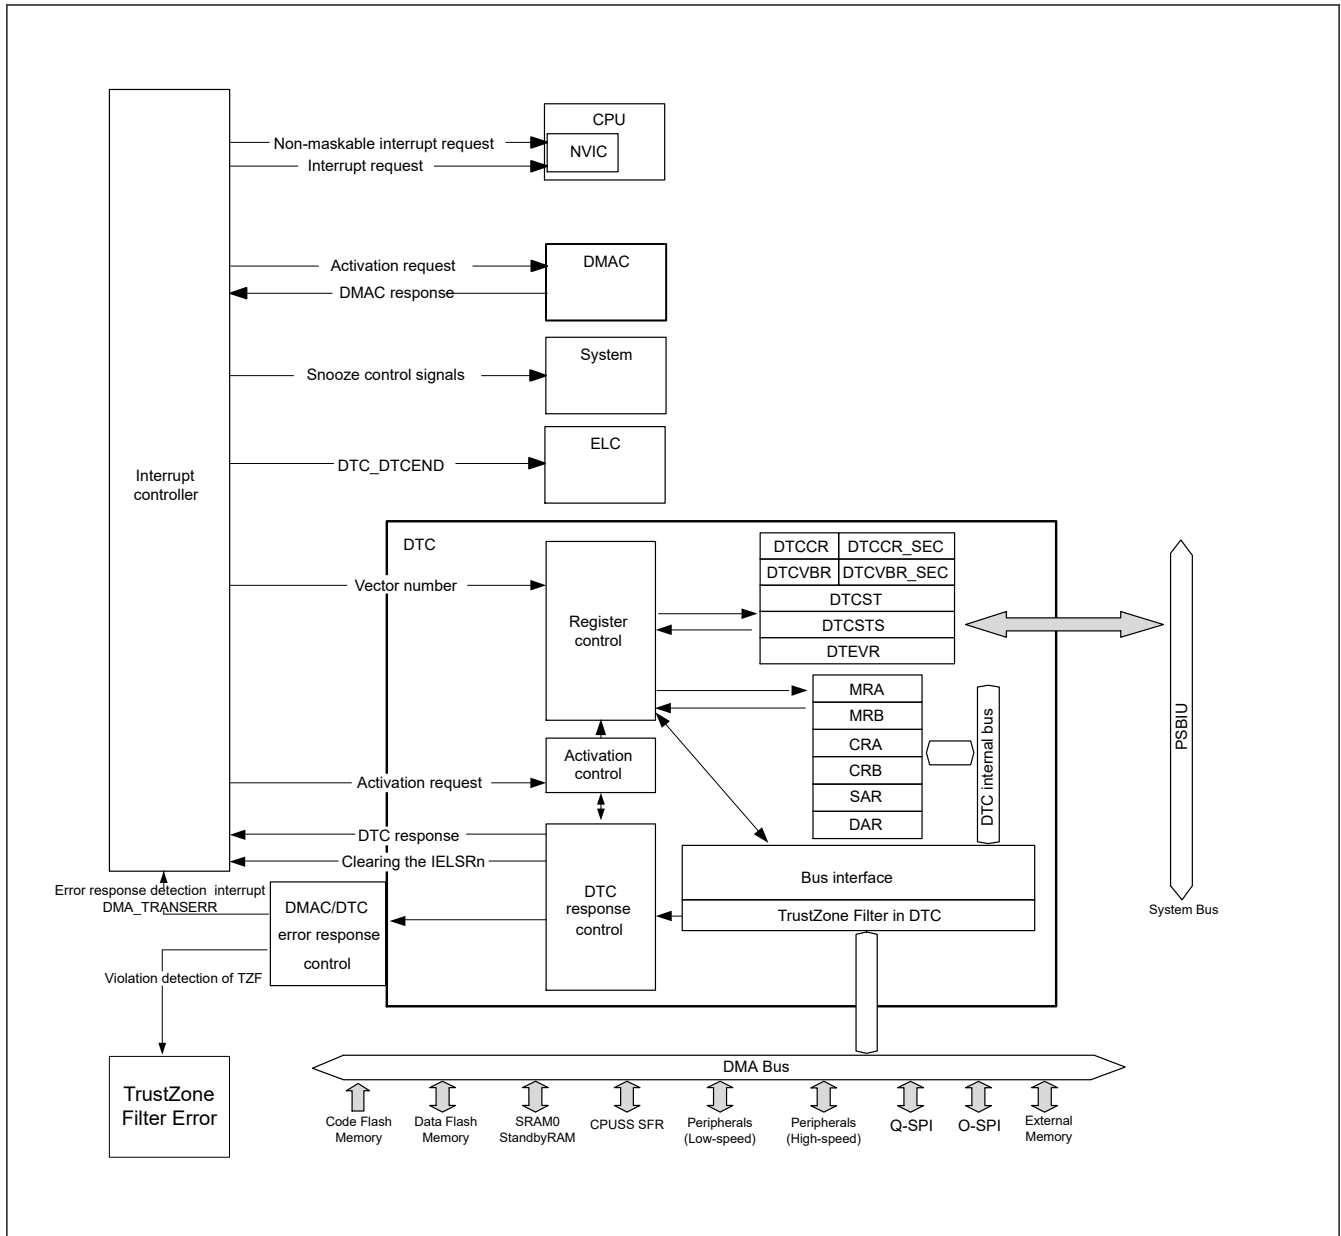 CPU
Non-maskable interrupt request
NVIC
Interrupt request
Activation request
DMAC
DMAC response
System
Snooze control signals
ELC
DTC_DTCEND
Interrupt
controller
DTC
DTCCR
DTCCR_SEC
DTCVBR
DTCVBR_SEC
Vector number
DTCST
Register
control
DTCSTS
DTEVR
MRA
MRB
CRA
CRB
SAR
DAR
DTC internal bus
PSBIU
System Bus
Activation
control
Activation request
DTC response
Clearing the IELSRn
Bus interface
TrustZone Filter in DTC
DTC
response
control
Error response detection interrupt
DMA_TRANSERR
DMAC/DTC
error response
control
Violation detection of TZF
TrustZone
Filter Error
DMA Bus
Code Flash
Memory
Data Flash
Memory
SRAM0
StandbyRAM
CPUSS SFR
Peripherals
(Low-speed)
Peripherals
(High-speed)
Q-SPI
O-SPI
External
Memory